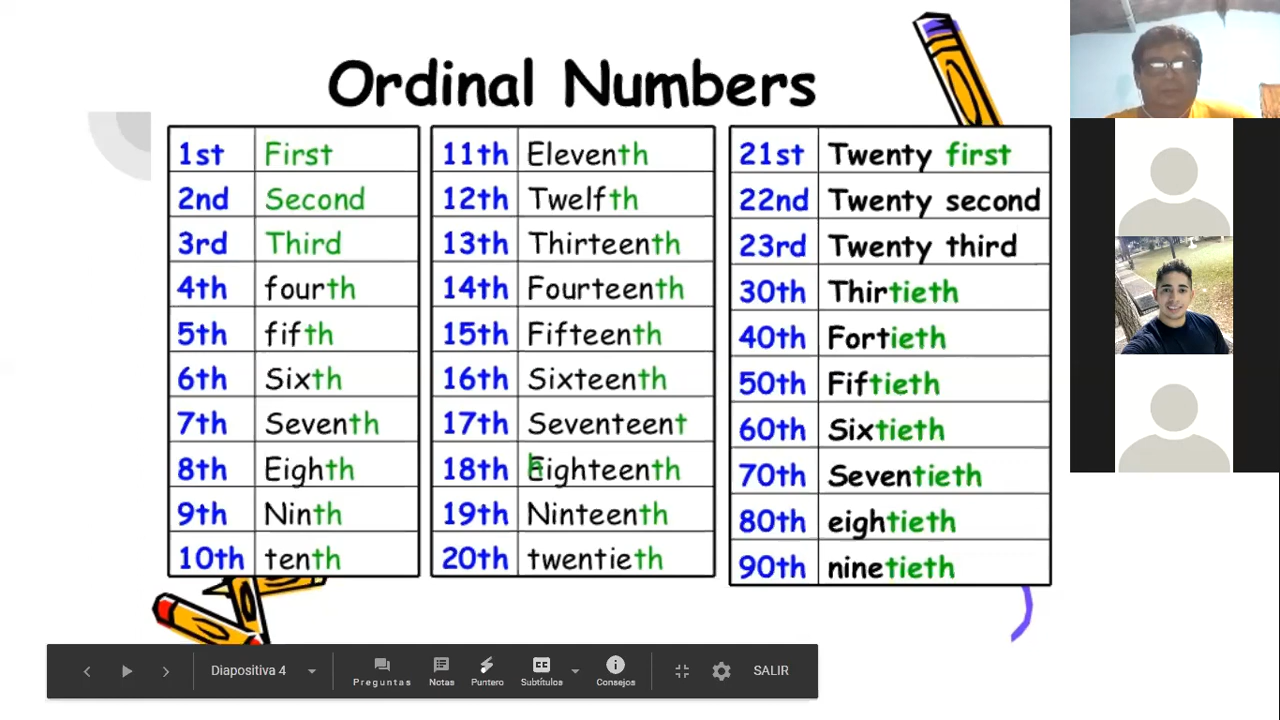 Ordinal Numbers
1st First
2nd Second
3rd Third
4th fourth
5th fifth
6th Sixth
7th Seventh
8th Eighth
9th Ninth
10th tenth
11th Eleventh
12th Twelfth
13th Thirteenth
14th Fourteenth
15th Fifteenth
16th Sixteenth
17th Seventeent
h
18th Eighteenth
19th Ninteenth
20th twentieth
21st Twenty first
22nd Twenty second
23rd Twenty third
30th Thirtieth
40th Fortieth
50th Fiftieth
60th Sixtieth
70th Seventieth
80th eightieth
90th ninetieth
Diapositiva 4
Preguntas
Notas
Puntero
CC
Subtítulos
Consejos
SALIR